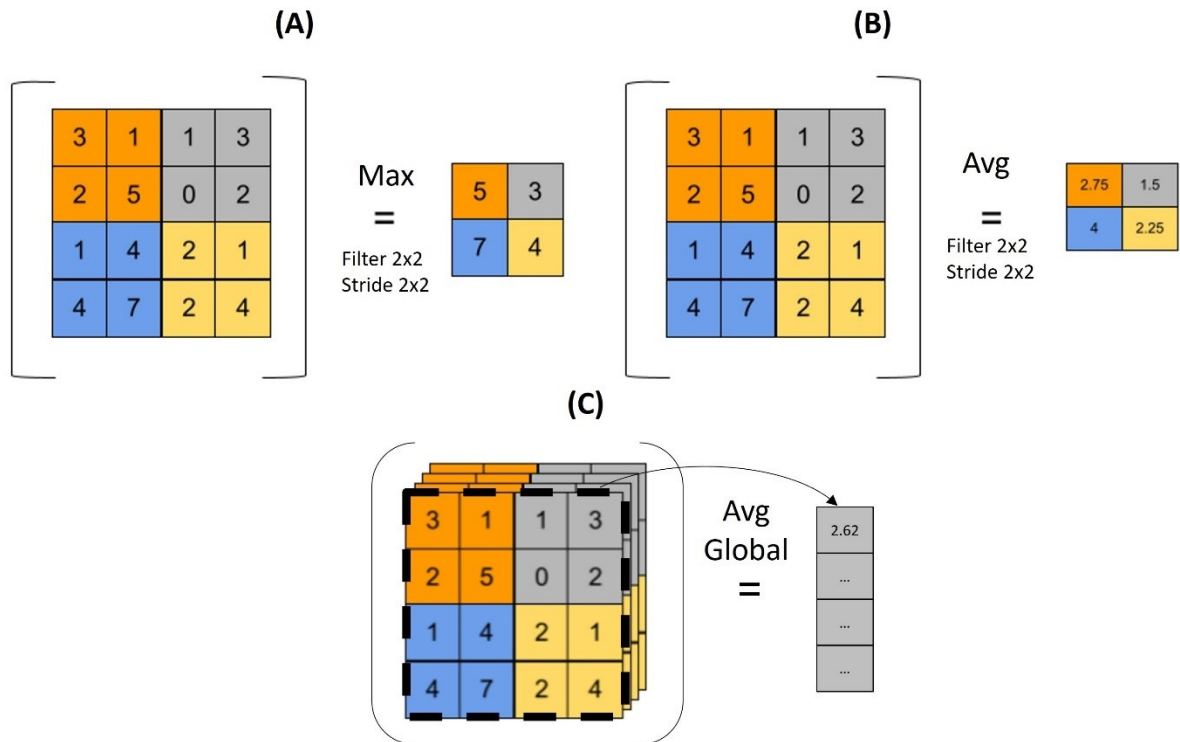 (A)
3 1 1 3
2 5 0 2
1 4 2 1
4 7 2 4
Max
=
Filter 2x2
Stride 2x2
5 3
7 4
(B)
3 1 1 3
2 5 0 2
1 4 2 1
4 7 2 4
Avg
=
Filter 2x2
Stride 2x2
2.75 1.5
4 2.25
(C)
3 1 1 3
2 5 0 2
1 4 2 1
4 7 2 4
Avg
Global
=
2.62
...
...
...